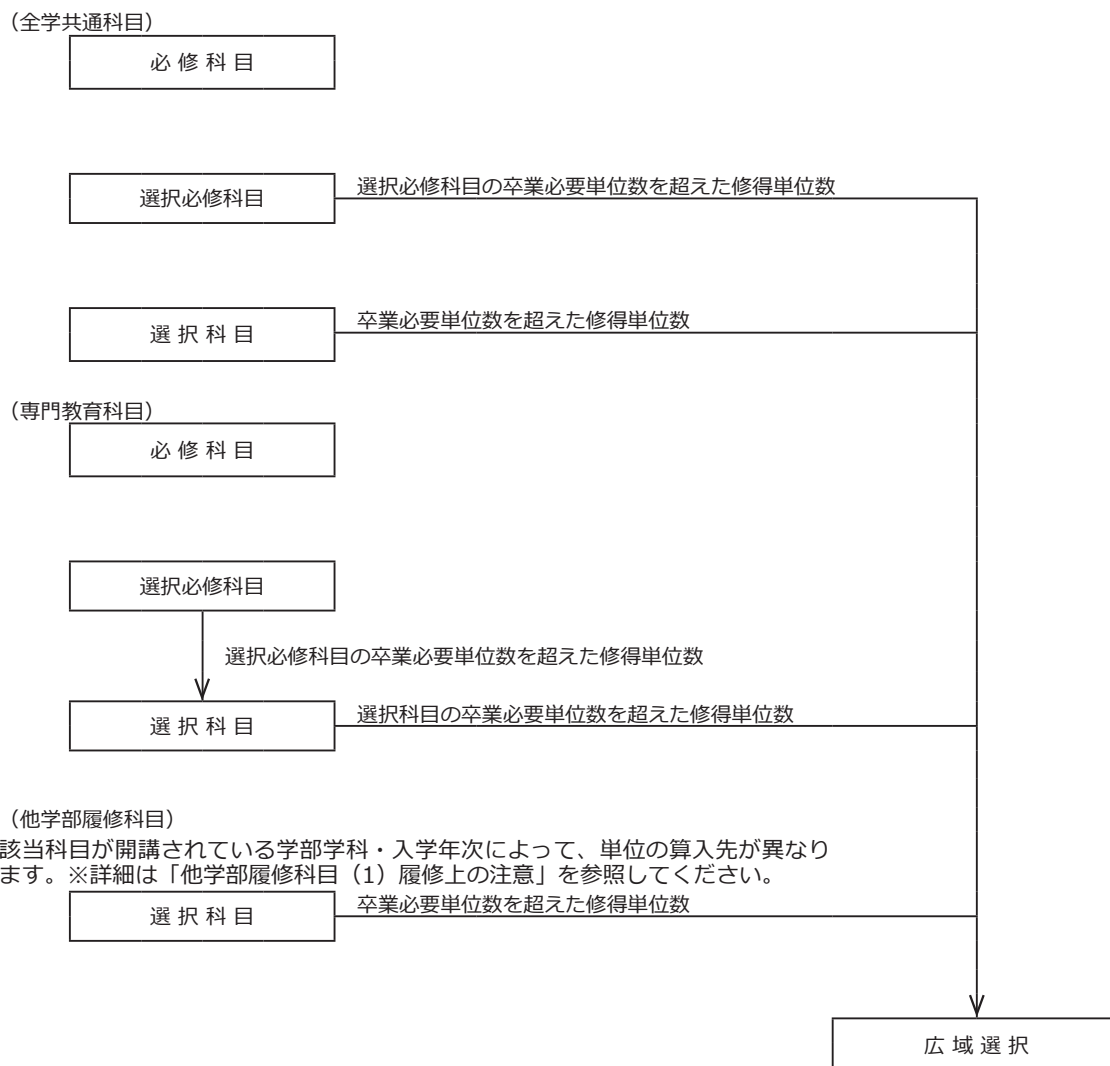 （全学共通科目）
必 修 科 目
選択必修科目
選択必修科目の卒業必要単位数を超えた修得単位数
選 択 科 目
卒業必要単位数を超えた修得単位数
（専門教育科目）
必 修 科 目
選択必修科目
選択必修科目の卒業必要単位数を超えた修得単位数
選 択 科 目
選択科目の卒業必要単位数を超えた修得単位数
（他学部履修科目）
該当科目が開講されている学部学科・入学年次によって、単位の算入先が異なり
ます。※詳細は「他学部履修科目（1）履修上の注意」を参照してください。
選 択 科 目
卒業必要単位数を超えた修得単位数
広 域 選 択